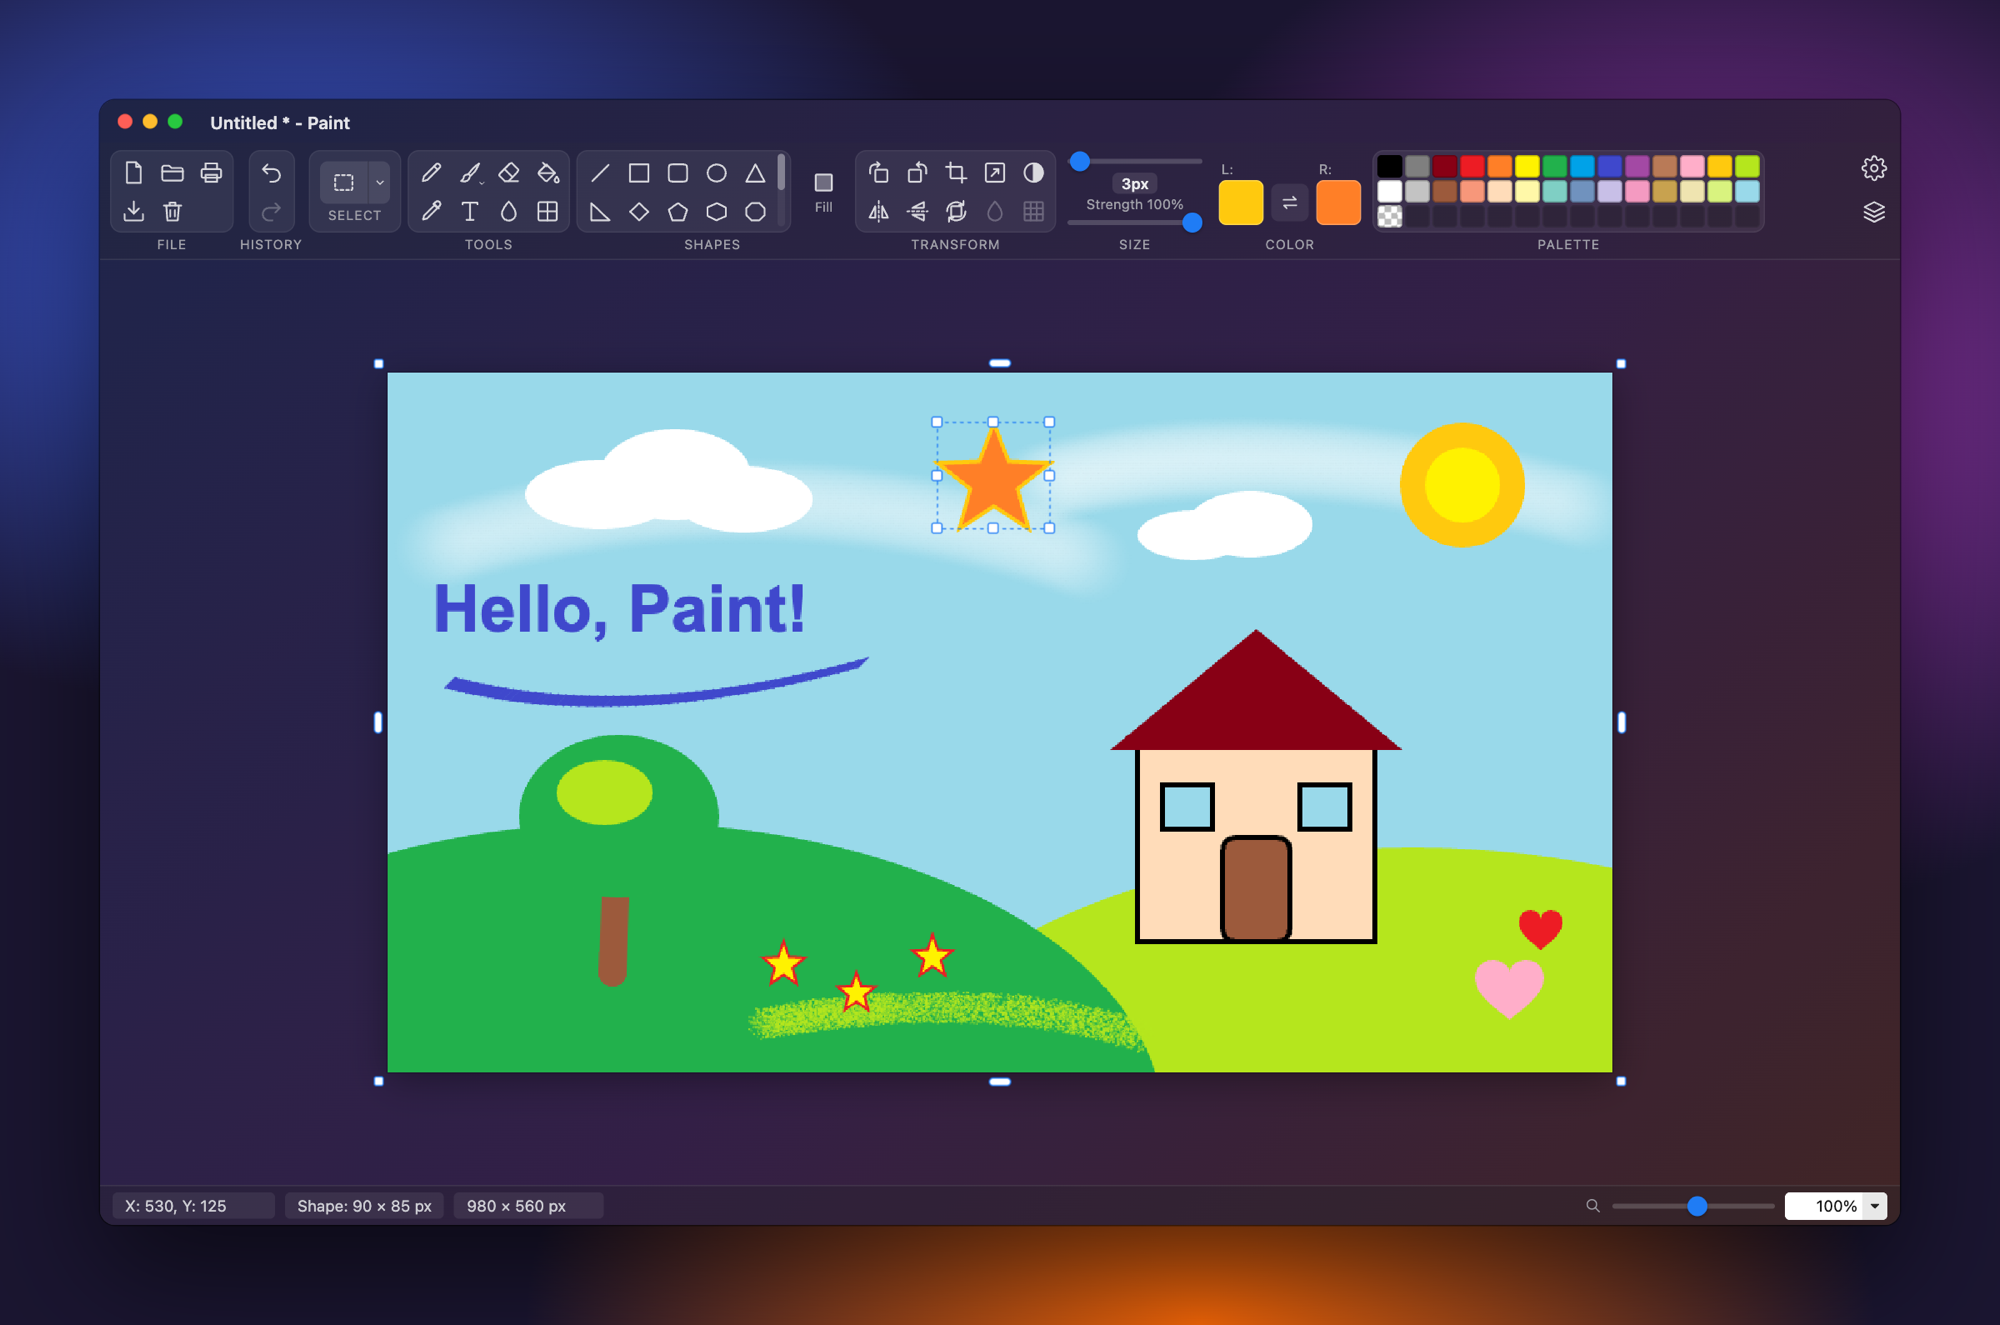 Untitled * - Paint
L:
R:
3px
Strength 100%
Fill
SELECT
FILE
HISTORY
TOOLS
SHAPES
TRANSFORM
SIZE
COLOR
PALETTE
Hello, Paint!
X: 530, Y: 125
Shape: 90 × 85 px
980 × 560 px
100%